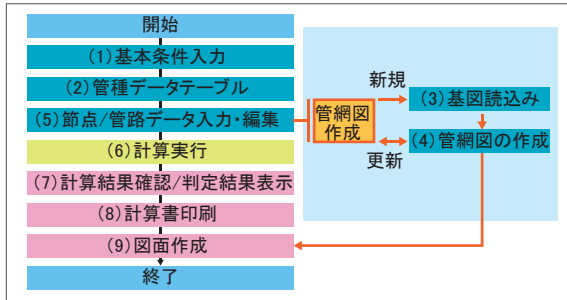 開始
(1)基本条件入力
(2)管種データテーブル
(5)節点/管路データ入力・編集
(6)計算実行
(7)計算結果確認/判定結果表示
(8)計算書印刷
(9)図面作成
終了
管網図
作成
新規
更新
(3)基図読込み
(4)管網図の作成